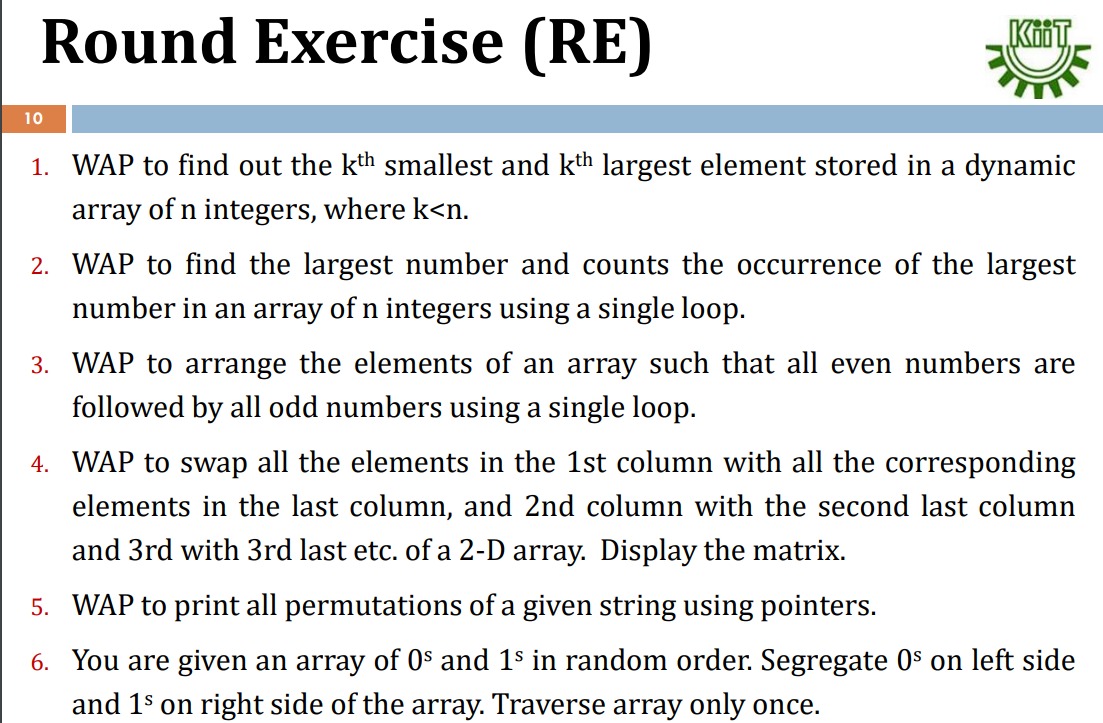 Round Exercise (RE)
KiiT
10
1. WAP to find out the kth smallest and kth largest element stored in a dynamic
array of n integers, where k<n.
2. WAP to find the largest number and counts the occurrence of the largest
number in an array of n integers using a single loop.
3. WAP to arrange the elements of an array such that all even numbers are
followed by all odd numbers using a single loop.
4. WAP to swap all the elements in the 1st column with all the corresponding
elements in the last column, and 2nd column with the second last column
and 3rd with 3rd last etc. of a 2-D array. Display the matrix.
5. WAP to print all permutations of a given string using pointers.
6. You are given an array of 0s and 1s in random order. Segregate 0s on left side
and 1s on right side of the array. Traverse array only once.